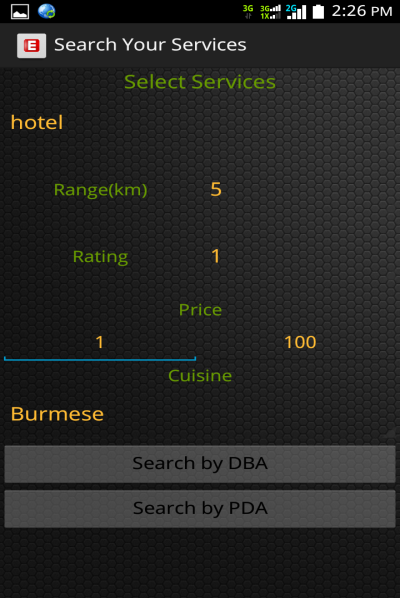 3G 3G 1X 2G 2:26 PM
E Search Your Services
Select Services
hotel
Range(km) 5
Rating 1
Price
1 100
Cuisine
Burmese
Search by DBA
Search by PDA